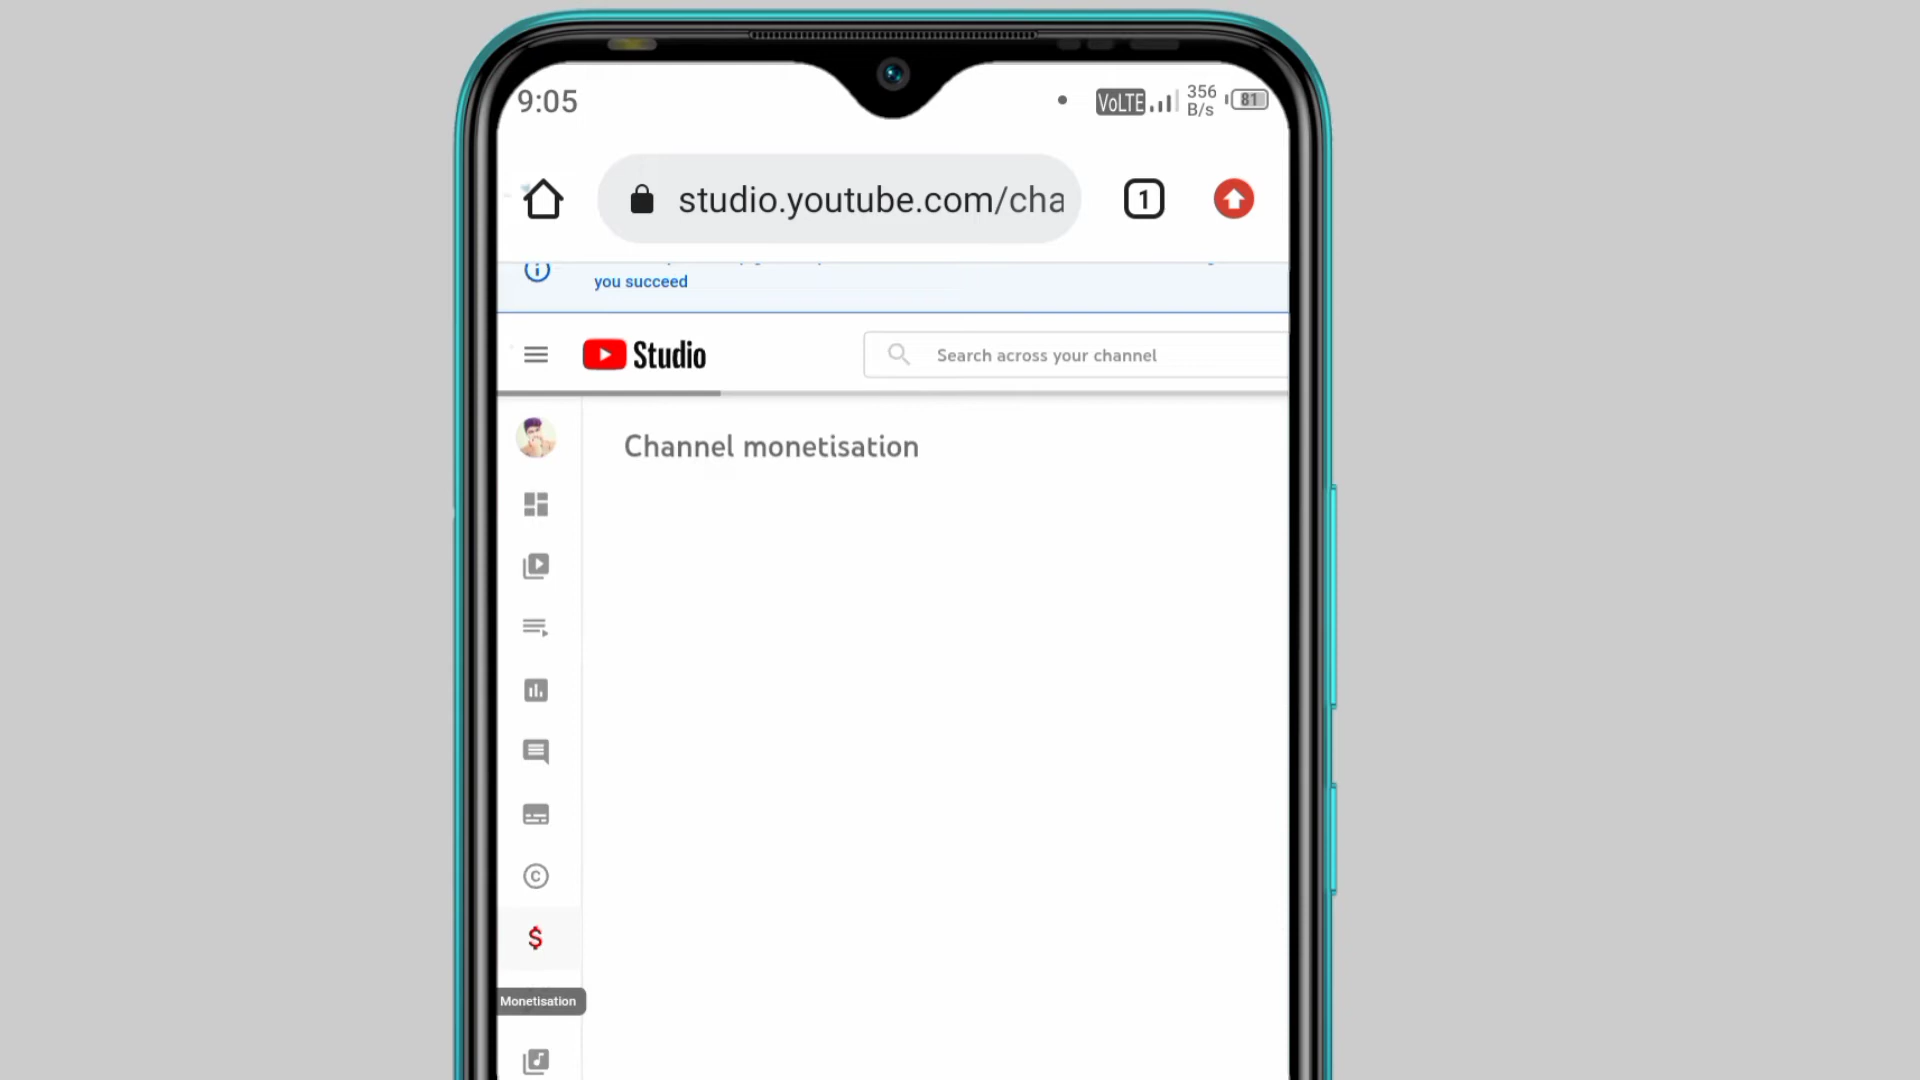 9:05
VoLTE
356
B/s
81
studio.youtube.com/cha
1
you succeed
Studio
Search across your channel
Channel monetisation
Monetisation